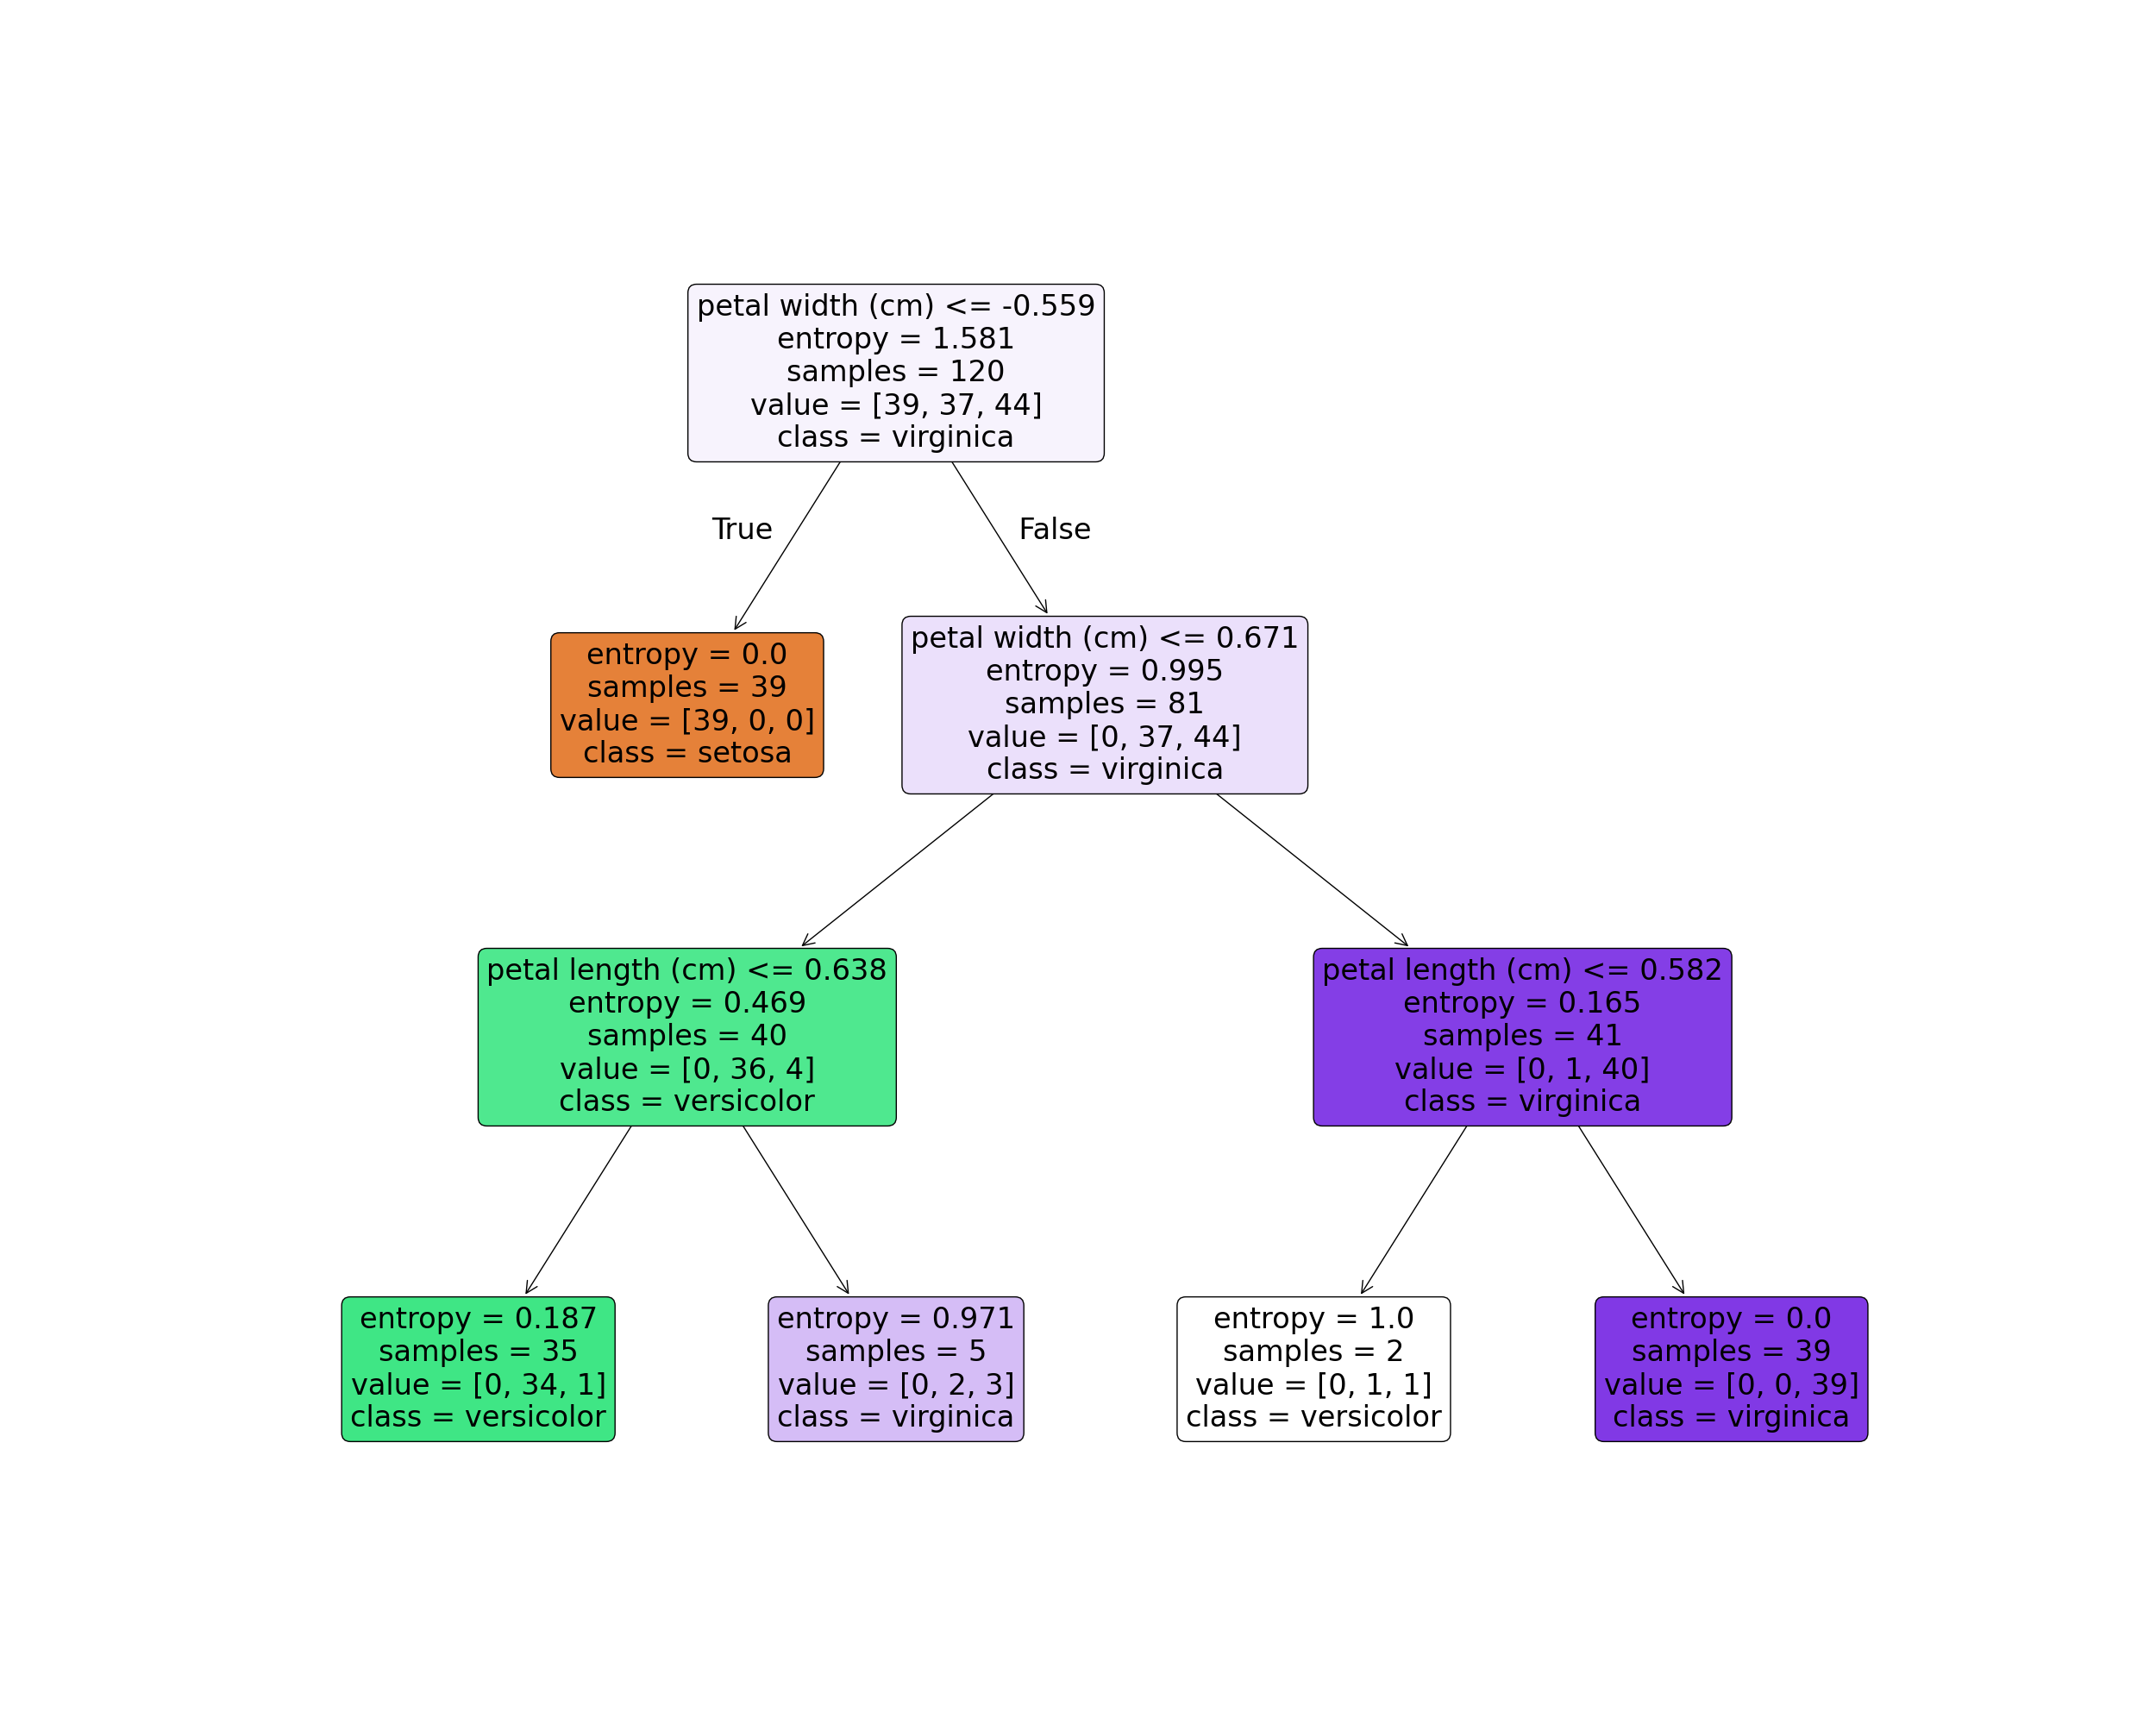 petal width (cm) <= -0.559
entropy = 1.581
samples = 120
value = [39, 37, 44]
class = virginica
True
False
entropy = 0.0
samples = 39
value = [39, 0, 0]
class = setosa
petal width (cm) <= 0.671
entropy = 0.995
samples = 81
value = [0, 37, 44]
class = virginica
petal length (cm) <= 0.638
entropy = 0.469
samples = 40
value = [0, 36, 4]
class = versicolor
petal length (cm) <= 0.582
entropy = 0.165
samples = 41
value = [0, 1, 40]
class = virginica
entropy = 0.187
samples = 35
value = [0, 34, 1]
class = versicolor
entropy = 0.971
samples = 5
value = [0, 2, 3]
class = virginica
entropy = 1.0
samples = 2
value = [0, 1, 1]
class = versicolor
entropy = 0.0
samples = 39
value = [0, 0, 39]
class = virginica